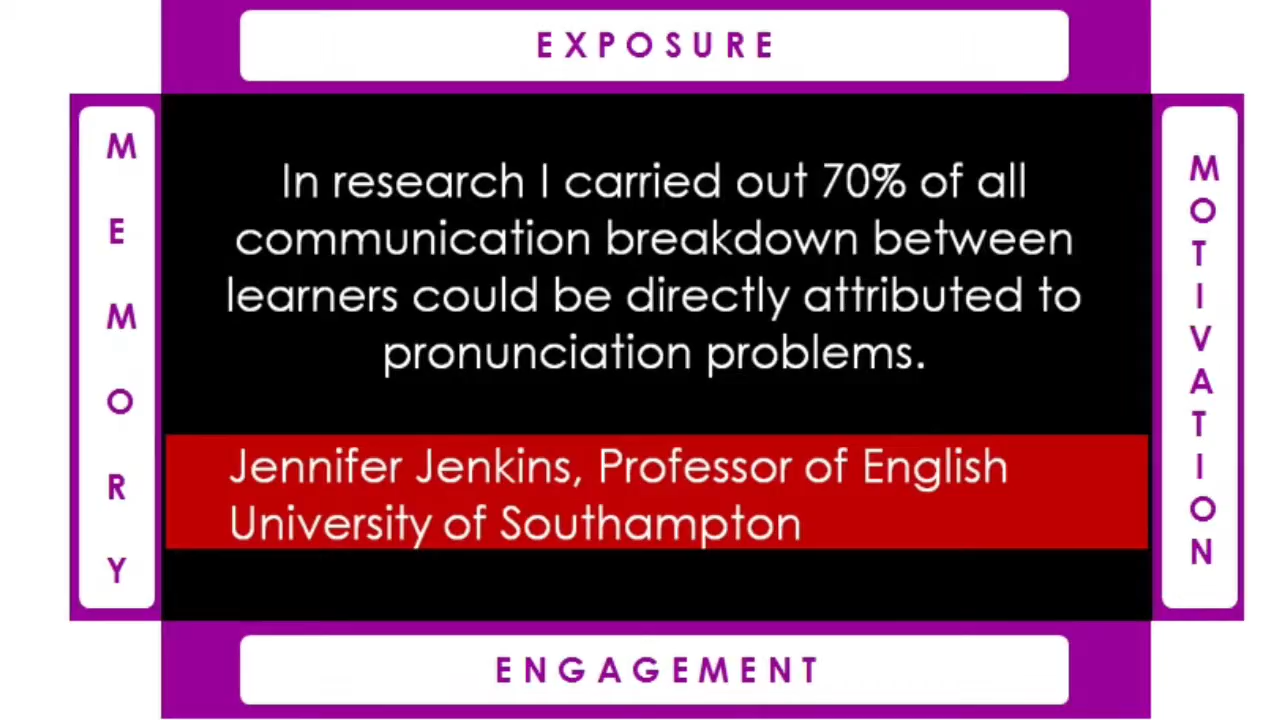 EXPOSURE
MEMORY
In research I carried out 70% of all
communication breakdown between
learners could be directly attributed to
pronunciation problems.
Jennifer Jenkins, Professor of English
University of Southampton
MOTIVATION
ENGAGEMENT